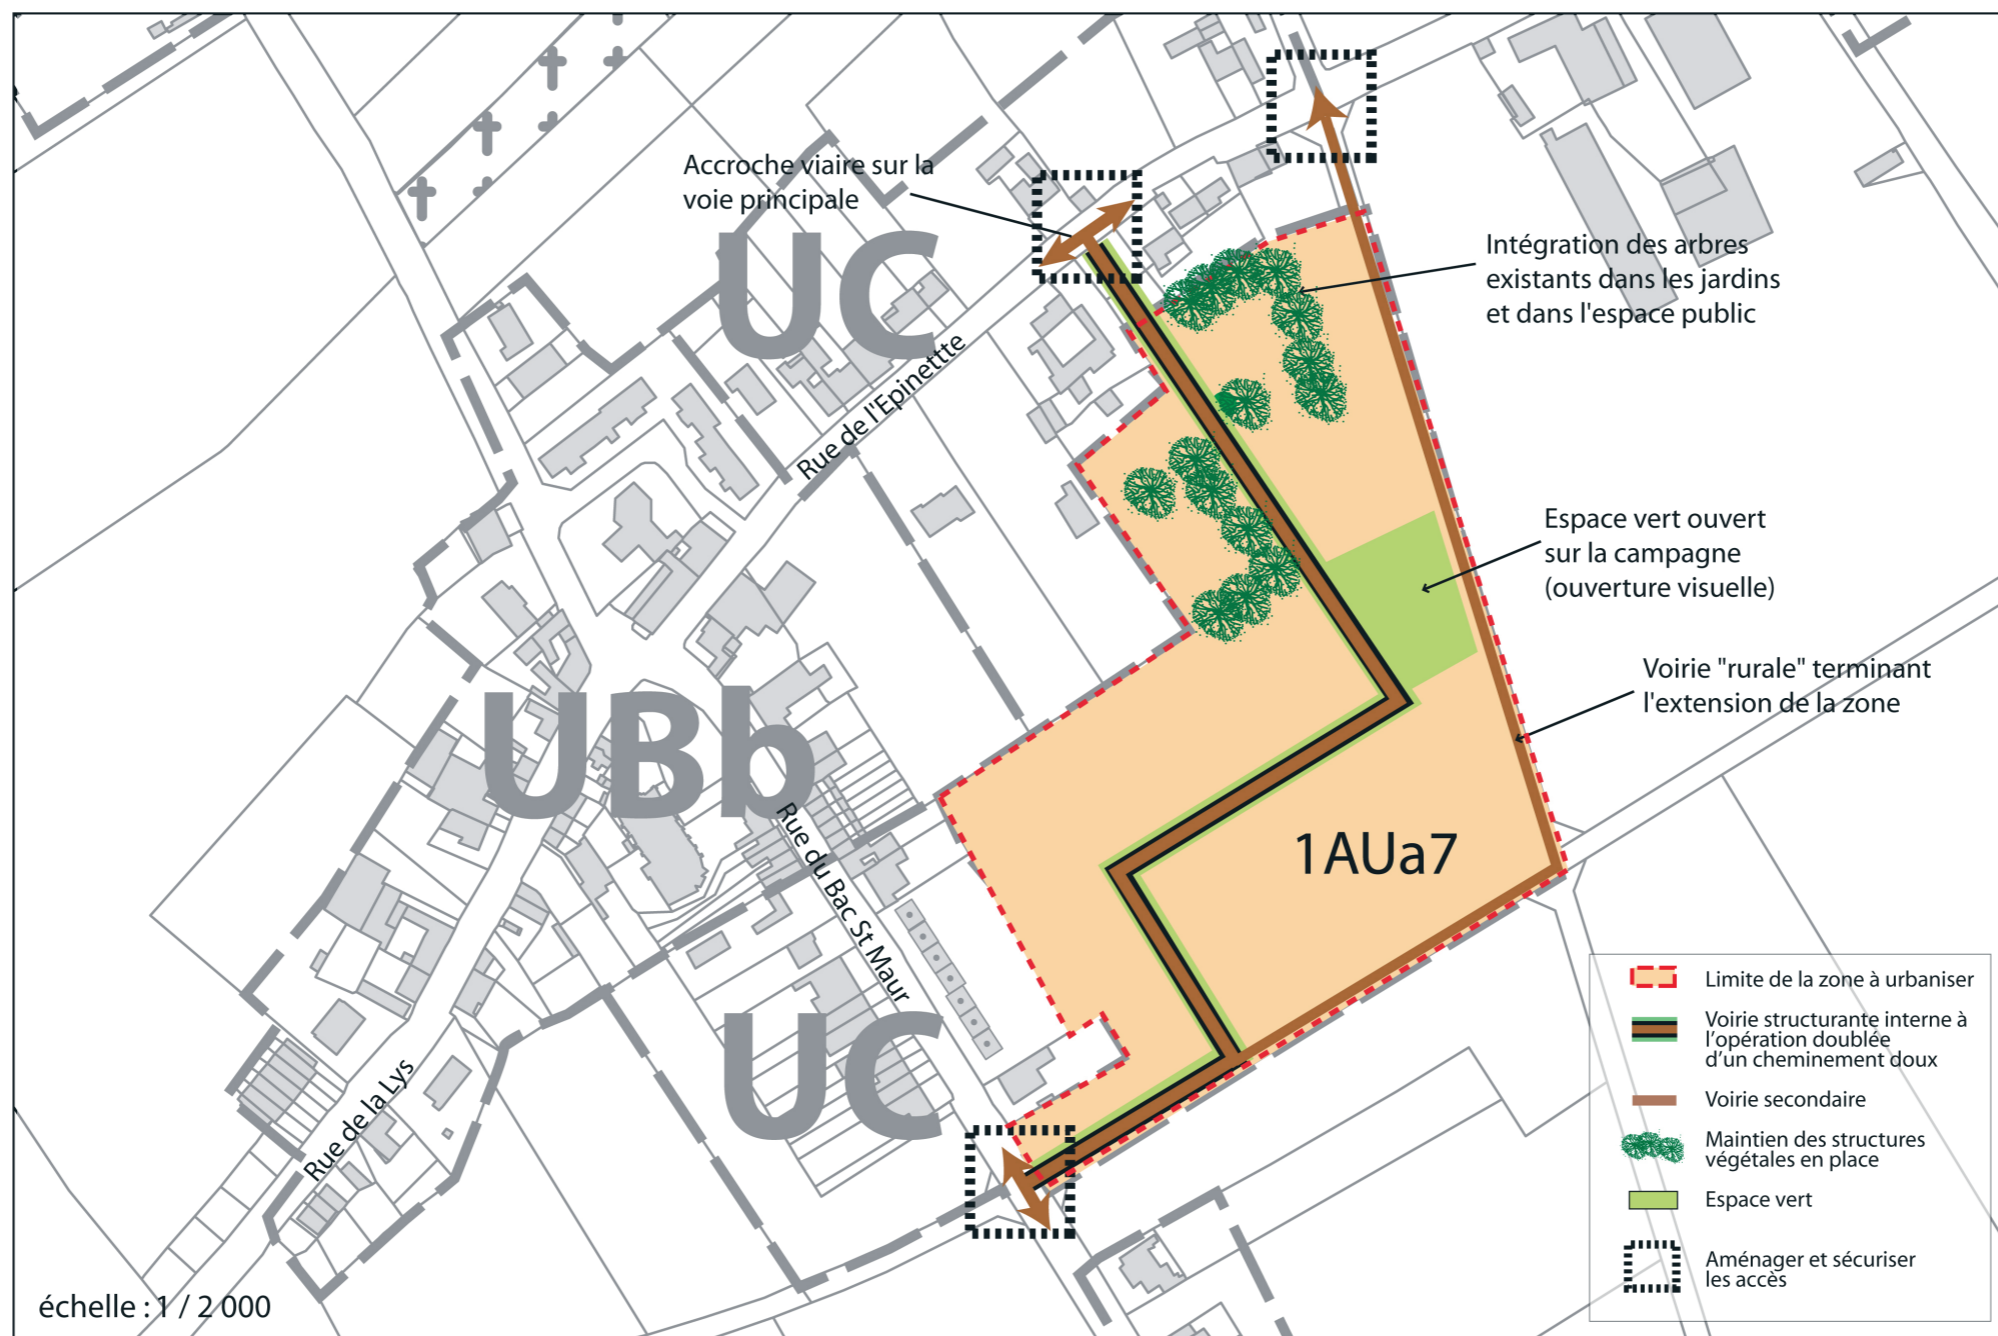 Accroche viaire sur la
voie principale
UC
Rue de l'Epinettte
Intégration des arbres
existants dans les jardins
et dans l'espace public
Espace vert ouvert
sur la campagne
(ouverture visuelle)
Voirie "rurale" terminant
l'extension de la zone
UBb
Rue du Bac St Maur
1AUa7
UC
Rue de la Lys
Limite de la zone à urbaniser
Voirie structurante interne à
l'opération doublée
d'un cheminement doux
Voirie secondaire
Maintien des structures
végétales en place
Espace vert
Aménager et sécuriser
les accès
échelle : 1 / 2 000